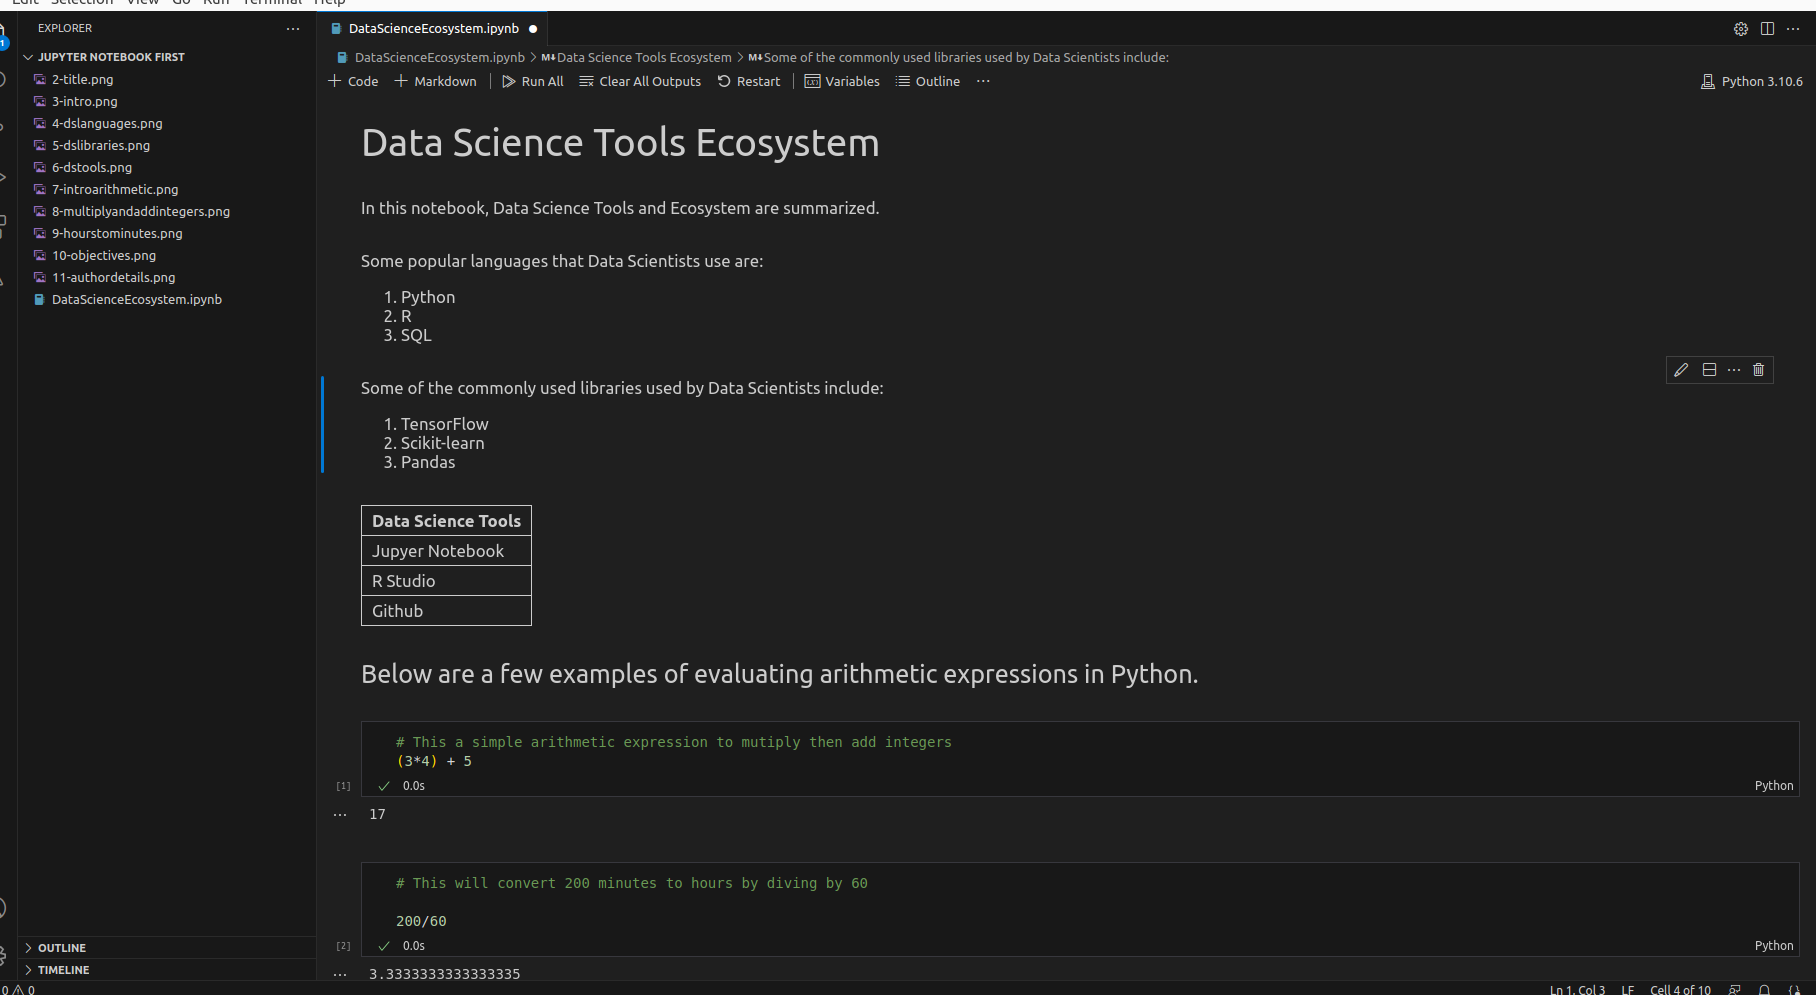 Edit Selection View Go Run Terminal Help
1
EXPLORER
JUPYTER NOTEBOOK FIRST
2-title.png
3-intro.png
4-dslanguages.png
5-dslibraries.png
6-dstools.png
7-introarithmetic.png
8-multiplyandaddintegers.png
9-hourstominutes.png
10-objectives.png
11-authordetails.png
DataScienceEcosystem.ipynb
OUTLINE
TIMELINE
DataScienceEcosystem.ipynb
DataScienceEcosystem.ipynb > M↓Data Science Tools Ecosystem > M↓Some of the commonly used libraries used by Data Scientists include:
+ Code + Markdown | Run All Clear All Outputs Restart | Variables Outline ... Python 3.10.6
Data Science Tools Ecosystem
In this notebook, Data Science Tools and Ecosystem are summarized.
Some popular languages that Data Scientists use are:
1. Python
2. R
3. SQL
Some of the commonly used libraries used by Data Scientists include:
1. TensorFlow
2. Scikit-learn
3. Pandas
Data Science Tools
Jupyer Notebook
R Studio
Github
Below are a few examples of evaluating arithmetic expressions in Python.
# This a simple arithmetic expression to mutiply then add integers
(3*4) + 5
[1] ✓ 0.0s Python
... 17
# This will convert 200 minutes to hours by diving by 60
200/60
[2] ✓ 0.0s Python
... 3.3333333333333335
0 0 Ln 1, Col 3 LF Cell 4 of 10